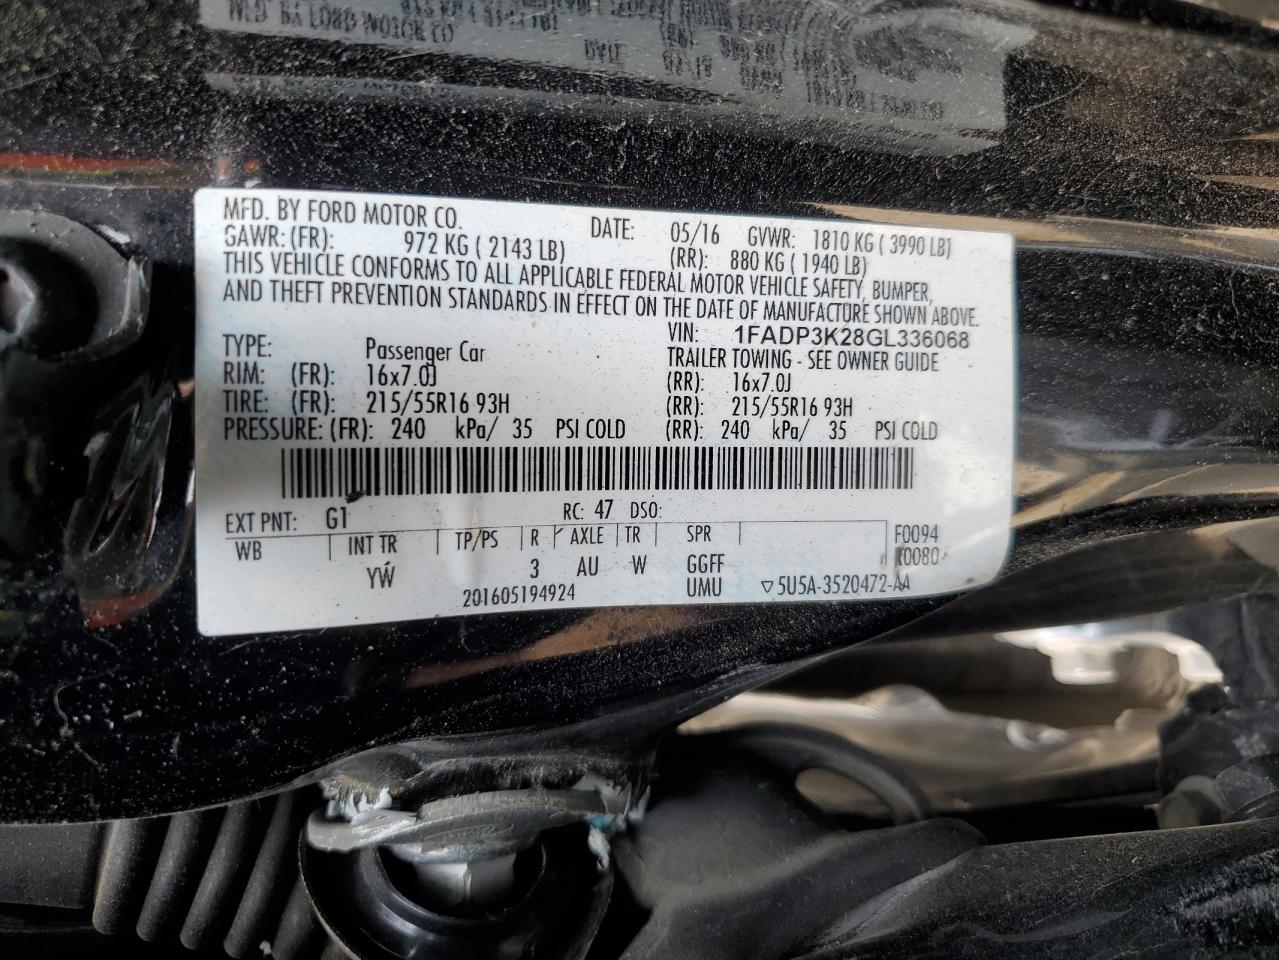 MFD. BY FORD MOTOR CO. DATE: 05/16 GVWR: 1810 KG ( 3990 LB)
GAWR: (FR): 972 KG ( 2143 LB) (RR): 880 KG ( 1940 LB)
THIS VEHICLE CONFORMS TO ALL APPLICABLE FEDERAL MOTOR VEHICLE SAFETY, BUMPER,
AND THEFT PREVENTION STANDARDS IN EFFECT ON THE DATE OF MANUFACTURE SHOWN ABOVE.
VIN: 1FADP3K28GL336068
TYPE: Passenger Car TRAILER TOWING - SEE OWNER GUIDE
RIM: (FR): 16x7.0J (RR): 16x7.0J
TIRE: (FR): 215/55R16 93H (RR): 215/55R16 93H
PRESSURE: (FR): 240 kPa/ 35 PSI COLD (RR): 240 kPa/ 35 PSI COLD
EXT PNT: G1 RC: 47 DSO:
WB INT TR TP/PS R AXLE TR SPR F0094
YW 3 AU W GGFF R0080
201605194924 UMU ▽5U5A-3520472-AA